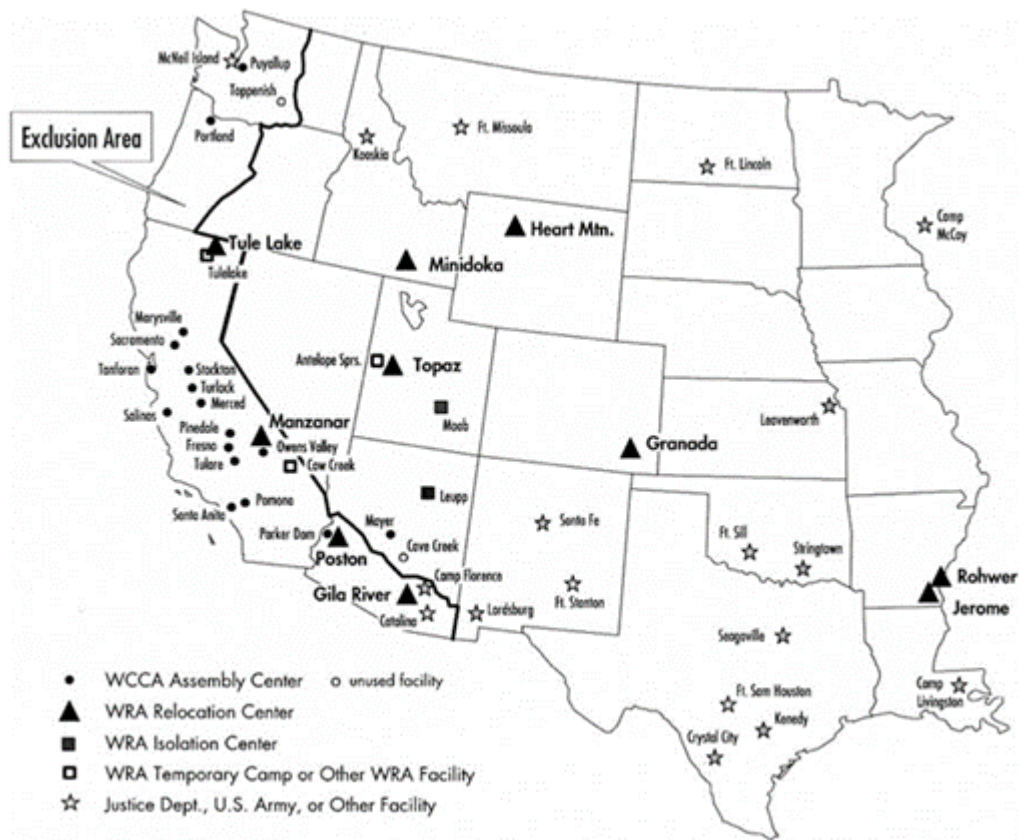 McNeil Island
Puyallup
Toppenish
Portland
Exclusion Area
Kooskia
Ft. Missoula
Ft. Lincoln
Camp
McCoy
Heart Mtn.
Minidoka
Tule Lake
Tulelake
Marysville
Sacramento
Tanforan
Stockton
Turlock
Merced
Salinas
Pinedale
Fresno
Tulare
Manzanar
Owens Valley
Cow Creek
Antelope Sprs.
Topaz
Moab
Leavenworth
Granada
Leupp
Pomona
Santa Anita
Parker Dam
Poston
Mayer
Cave Creek
Camp Florence
Gila River
Catalina
Lordsburg
Santa Fe
Ft. Stanton
Ft. Sill
Stringtown
Rohwer
Jerome
Seagoville
Ft. Sam Houston
Kenedy
Crystal City
Camp
Livingston
WCCA Assembly Center
unused facility
WRA Relocation Center
WRA Isolation Center
WRA Temporary Camp or Other WRA Facility
Justice Dept., U.S. Army, or Other Facility